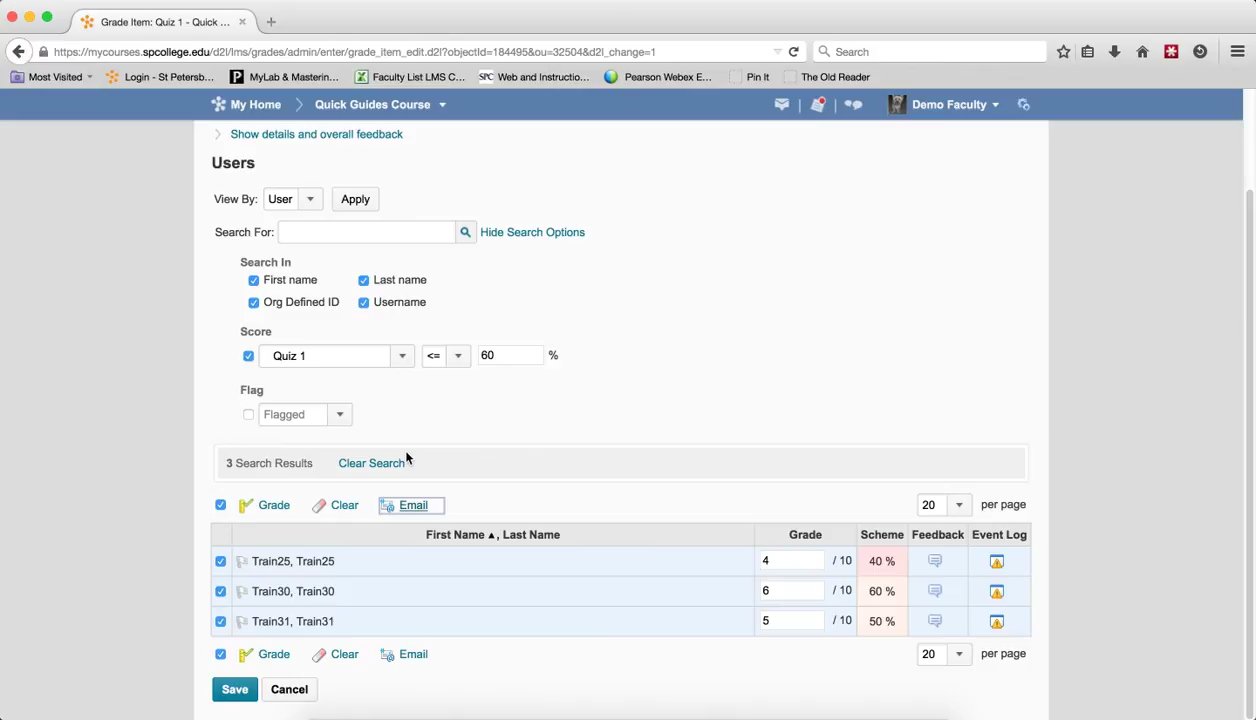 Grade Item: Quiz 1 - Quick ...
https://mycourses.spcollege.edu/d2l/lms/grades/admin/enter/grade_item_edit.d2l?objectId=184495&ou=32504&d2l_change=1
Search
Most Visited
Login - St Petersb...
MyLab & Masterin...
Faculty List LMS C...
SPC Web and Instructio...
Pearson Webex E...
Pin It
The Old Reader
My Home
Quick Guides Course
Demo Faculty
Show details and overall feedback
Users
View By: User Apply
Search For: Hide Search Options
Search In
First name Last name
Org Defined ID Username
Score
Quiz 1 <= 60 %
Flag
Flagged
3 Search Results Clear Search
Grade Clear Email 20 per page
First Name ▲, Last Name Grade Scheme Feedback Event Log
Train25, Train25 4 / 10 40 %
Train30, Train30 6 / 10 60 %
Train31, Train31 5 / 10 50 %
Grade Clear Email 20 per page
Save Cancel